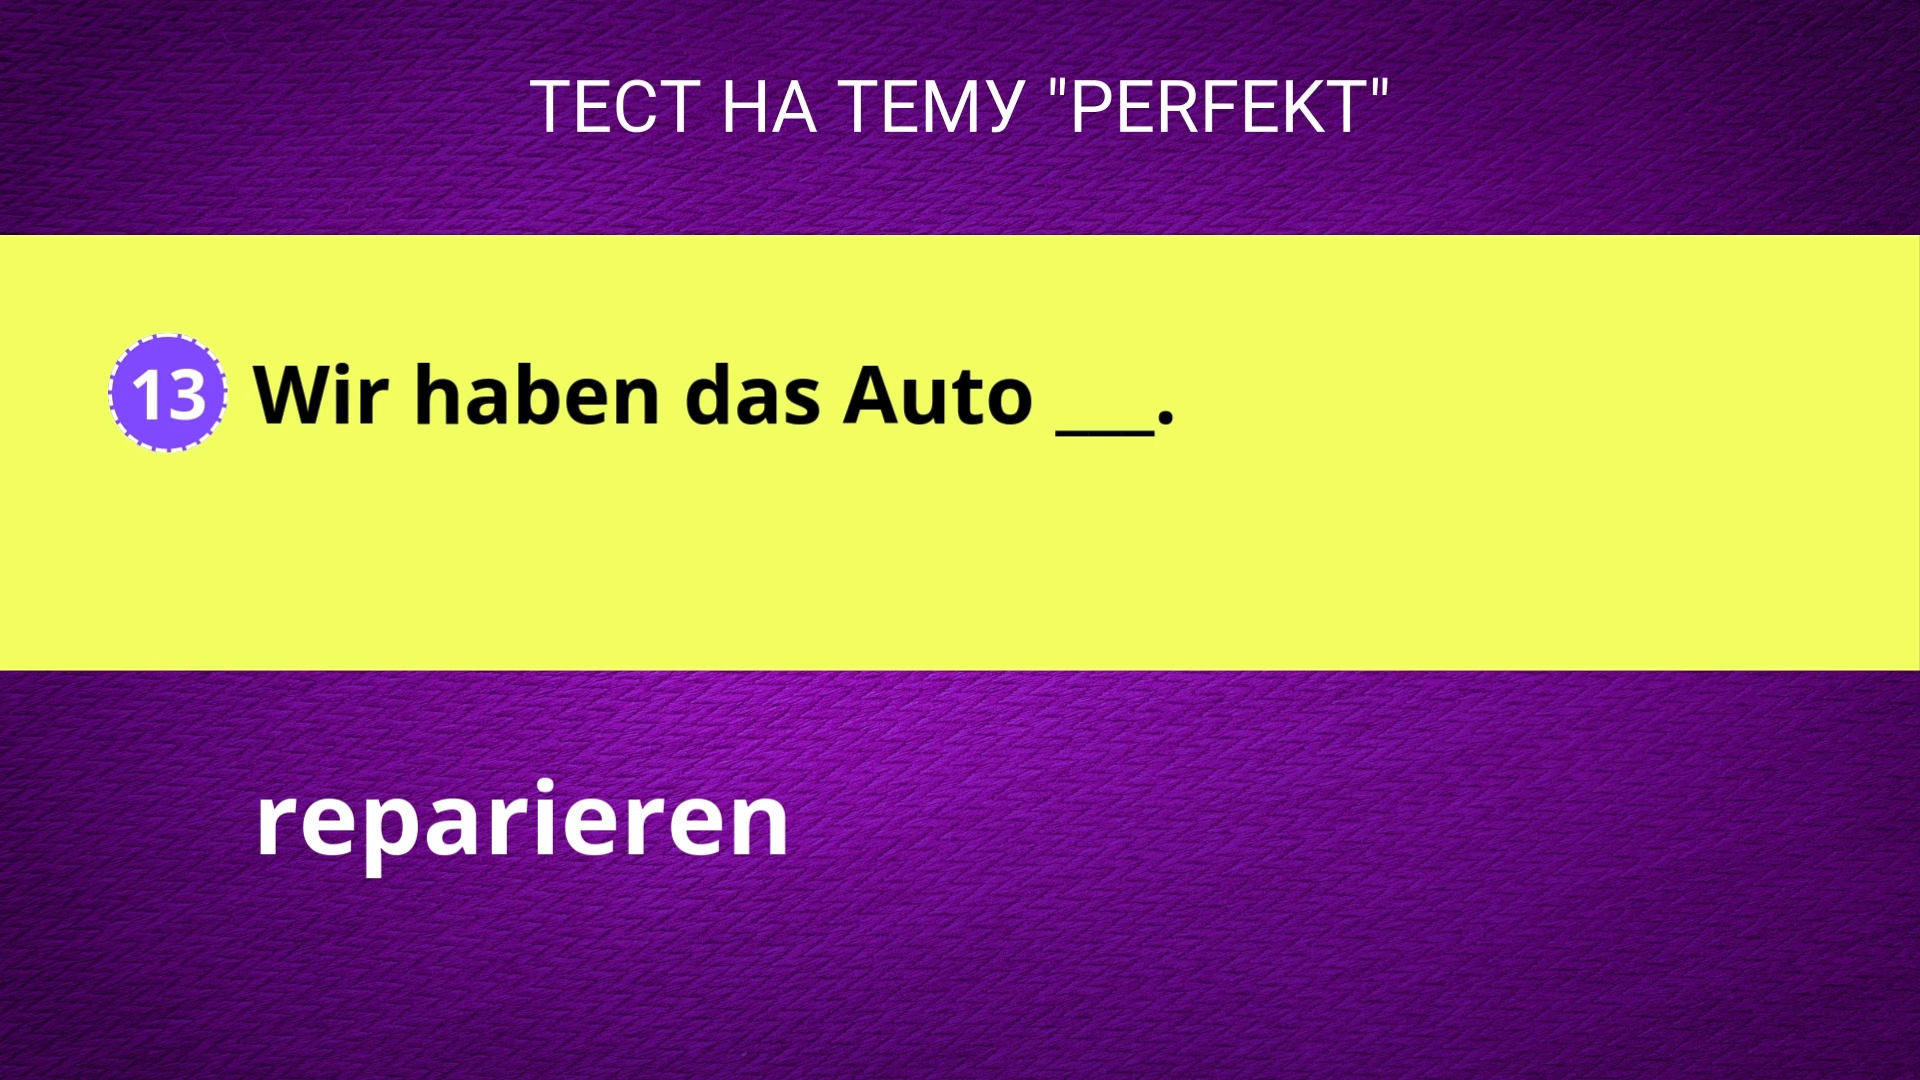 ТЕСТ НА ТЕМУ "PERFEKT"
13 Wir haben das Auto ___.
reparieren